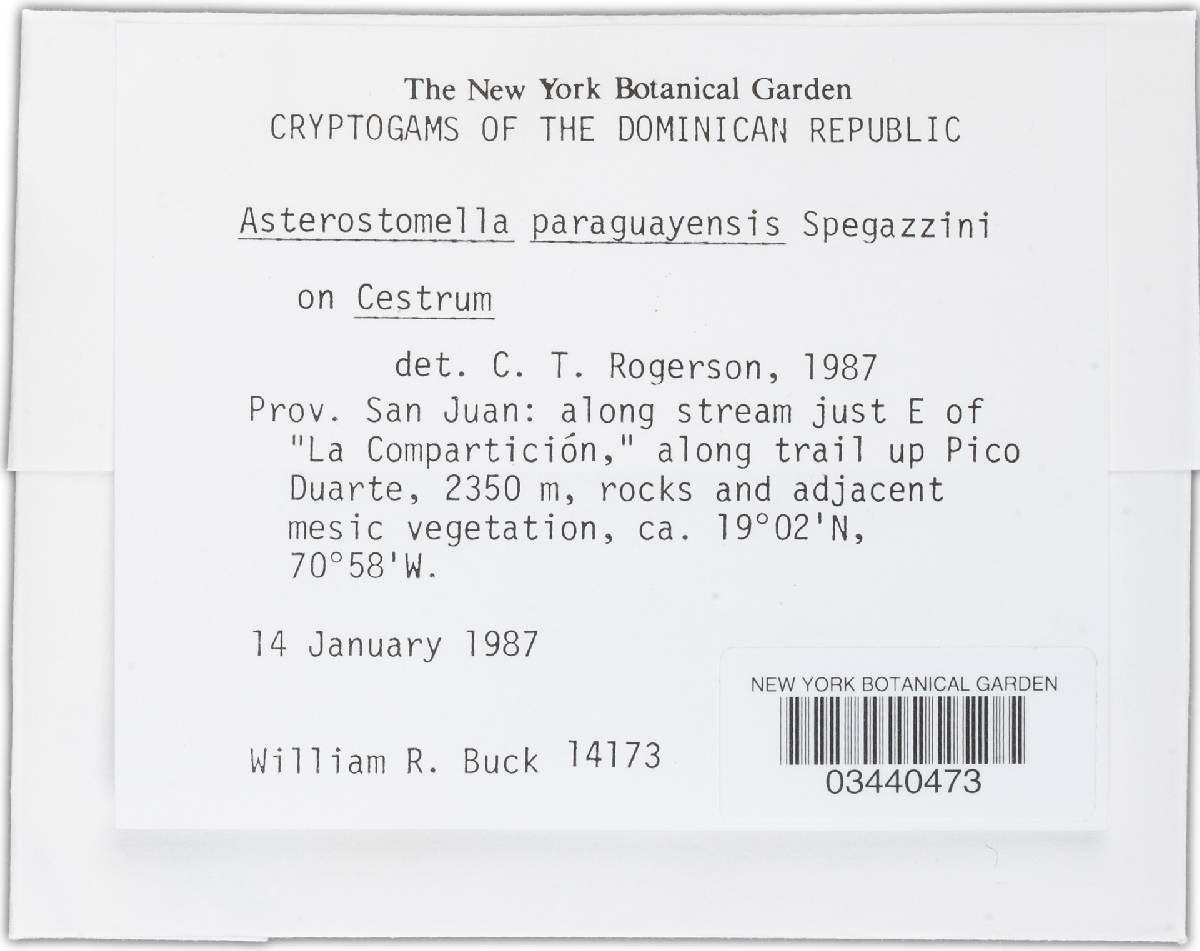 The New York Botanical Garden
CRYPTOGAMS OF THE DOMINICAN REPUBLIC
Asterostomella paraguayensis Spegazzini
on Cestrum
det. C. T. Rogerson, 1987
Prov. San Juan: along stream just E of
"La Compartición," along trail up Pico
Duarte, 2350 m, rocks and adjacent
mesic vegetation, ca. 19°02'N,
70°58'W.
14 January 1987
William R. Buck 14173
NEW YORK BOTANICAL GARDEN
03440473